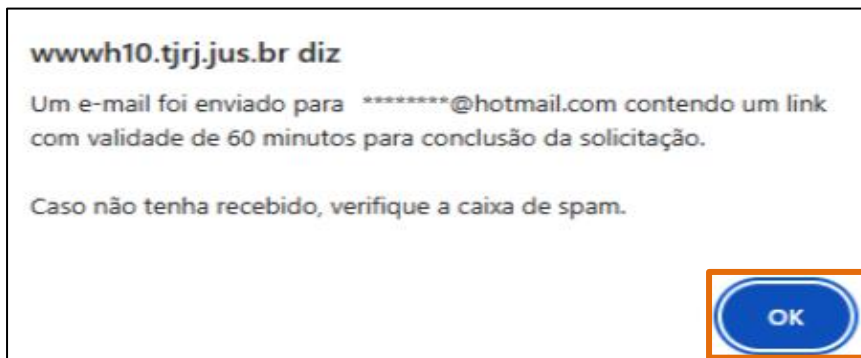 wwwh10.tjrj.jus.br diz
Um e-mail foi enviado para ********@hotmail.com contendo um link
com validade de 60 minutos para conclusão da solicitação.
Caso não tenha recebido, verifique a caixa de spam.
OK